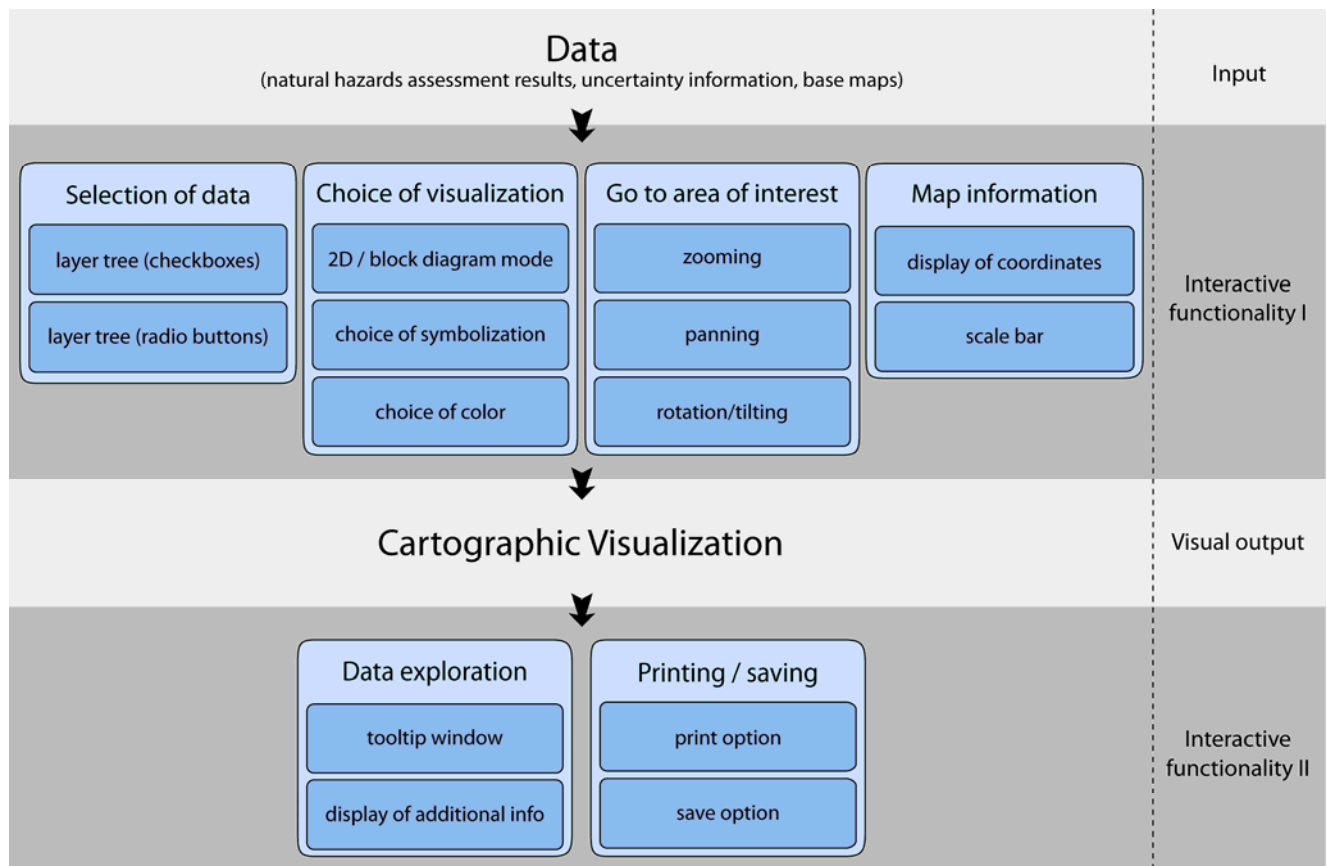 Data
(natural hazards assessment results, uncertainty information, base maps)
Input
Selection of data
layer tree (checkboxes)
layer tree (radio buttons)
Choice of visualization
2D / block diagram mode
choice of symbolization
choice of color
Go to area of interest
zooming
panning
rotation/tilting
Map information
display of coordinates
scale bar
Interactive
functionality I
Cartographic Visualization
Visual output
Data exploration
tooltip window
display of additional info
Printing / saving
print option
save option
Interactive
functionality II